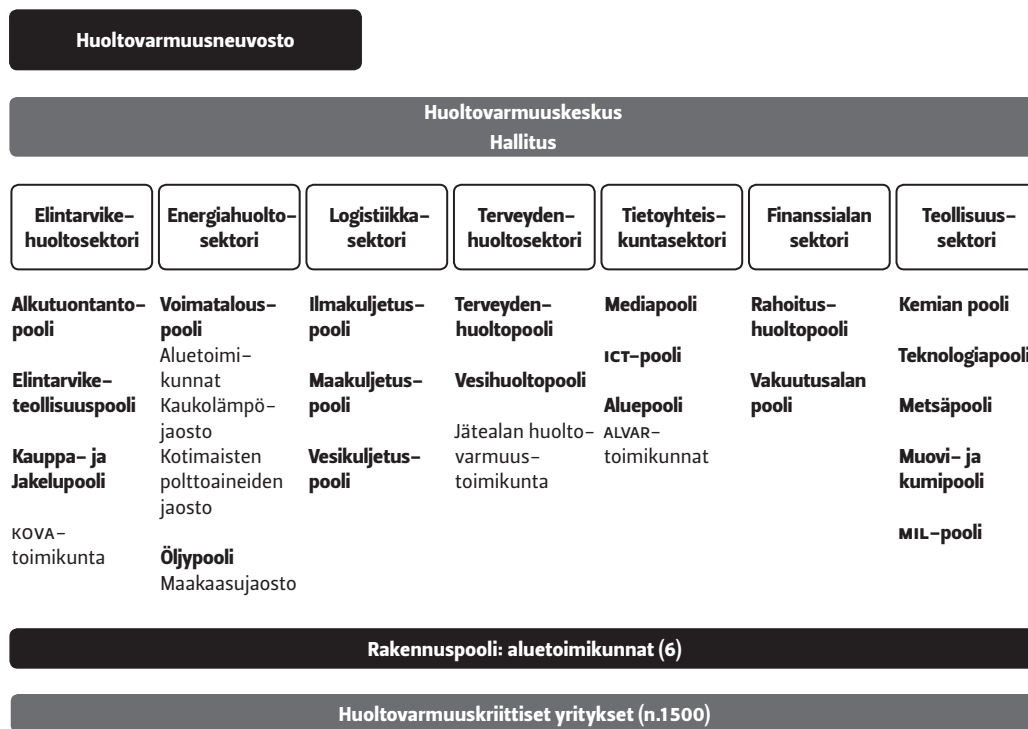 Huoltovarmuusneuvosto
Huoltovarmuuskeskus
Hallitus
Elintarvike–
huoltosektori
Energiahuolto–
sektori
Logistiikka–
sektori
Terveyden–
huoltosektori
Tietoyhteis–
kuntasektori
Finanssialan
sektori
Teollisuus–
sektori
Alkutuontanto–
pooli
Elintarvike–
teollisuuspooli
Kauppa– ja
Jakelupooli
KOVA–
toimikunta
Voimatalous–
pooli
Aluetoimi–
kunnat
Kaukolämpö–
jaosto
Kotimaisten
polttoaineiden
jaosto
Öljypooli
Maakaasujaosto
Ilmakuljetus–
pooli
Maakuljetus–
pooli
Vesikuljetus–
pooli
Terveyden–
huoltopooli
Vesihuoltopooli
Jätealan huolto–
varmuus–
toimikunta
Mediapooli
ICT–pooli
Aluepooli
ALVAR–
toimikunnat
Rahoitus–
huoltopooli
Vakuutusalan
pooli
Kemian pooli
Teknologiapooli
Metsäpooli
Muovi– ja
kumipooli
MIL–pooli
Rakennuspooli: aluetoimikunnat (6)
Huoltovarmuuskriittiset yritykset (n.1500)